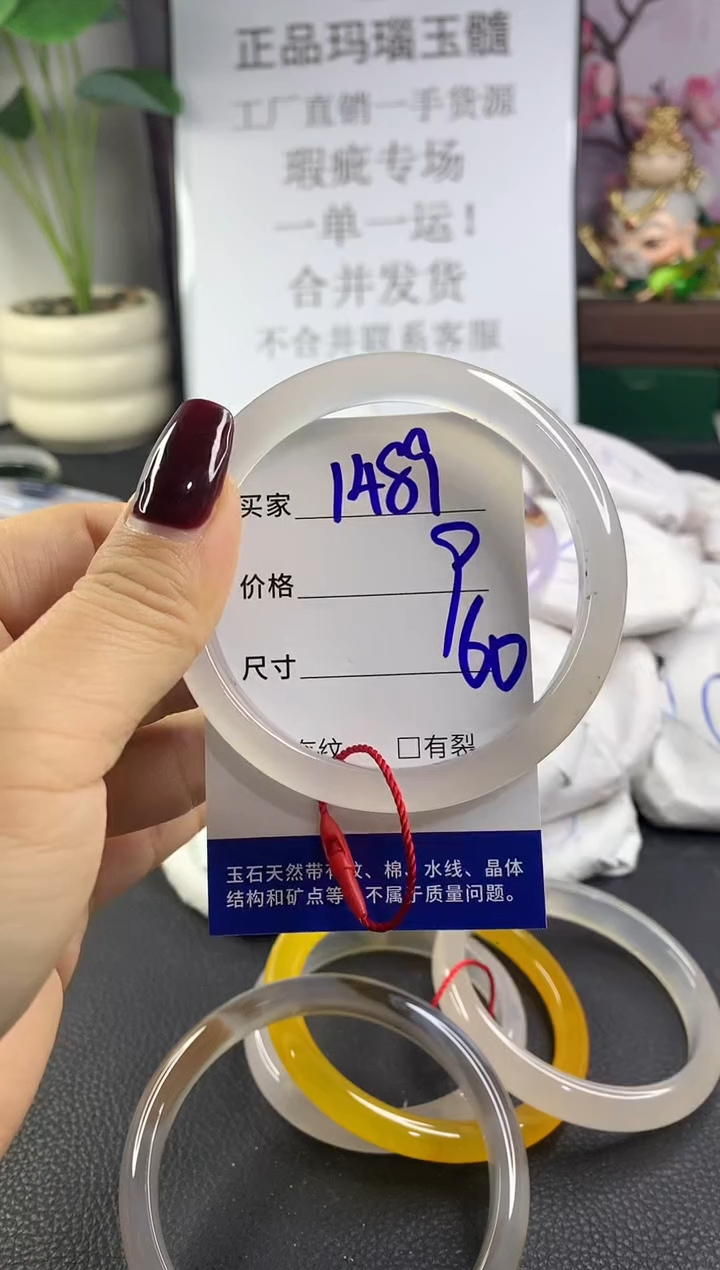 正品玛瑙玉髓
工厂直销一手货源
瑕疵专场
一单一运！
合并发货
不合并联系客服
买家 1489
价格 9
尺寸 60
纹 □有裂
玉石天然带石纹、棉、水线、晶体
结构和矿点等，不属于质量问题。